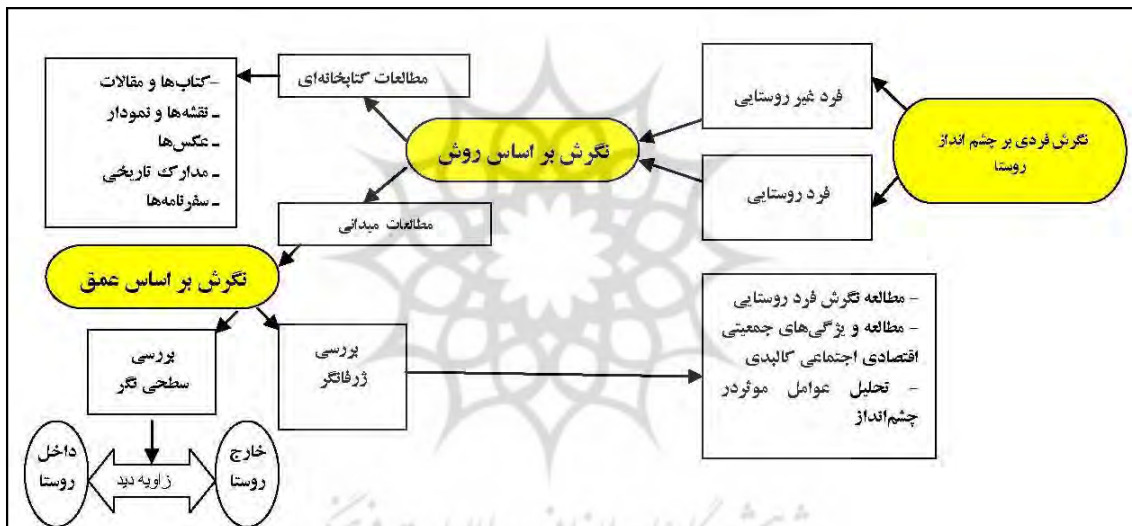 نگرش فردی بر چشم انداز
روستا
فرد غیر روستایی
فرد روستایی
نگرش بر اساس روش
مطالعات کتابخانه‌ای
-کتاب‌ها و مقالات
ـ نقشه‌ها و نمودار
ـ عکس‌ها
ـ مدارک تاریخی
ـ سفرنامه‌ها
مطالعات میدانی
نگرش بر اساس عمق
بررسی
ژرفانگر
- مطالعه نگرش فرد روستایی
- مطالعه ویژگی‌های جمعیتی
اقتصادی اجتماعی کالبدی
- تحلیل عوامل موثردر
چشم‌انداز
بررسی
سطحی نگر
خارج
روستا
زاویه دید
داخل
روستا